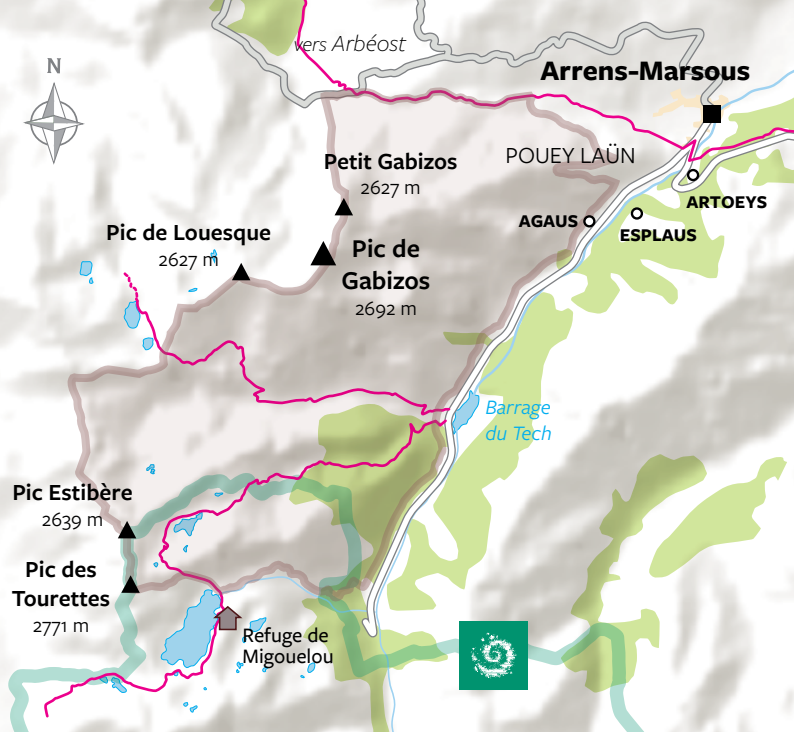 vers Arbéost
N
Arrens-Marsous
Petit Gabizos
2627 m
POUEY LAÜN
ARTOEYS
AGAUS
ESPLAUS
Pic de Louesque
2627 m
Pic de
Gabizos
2692 m
Barrage
du Tech
Pic Estibère
2639 m
Pic des
Tourettes
2771 m
Refuge de
Migouelou